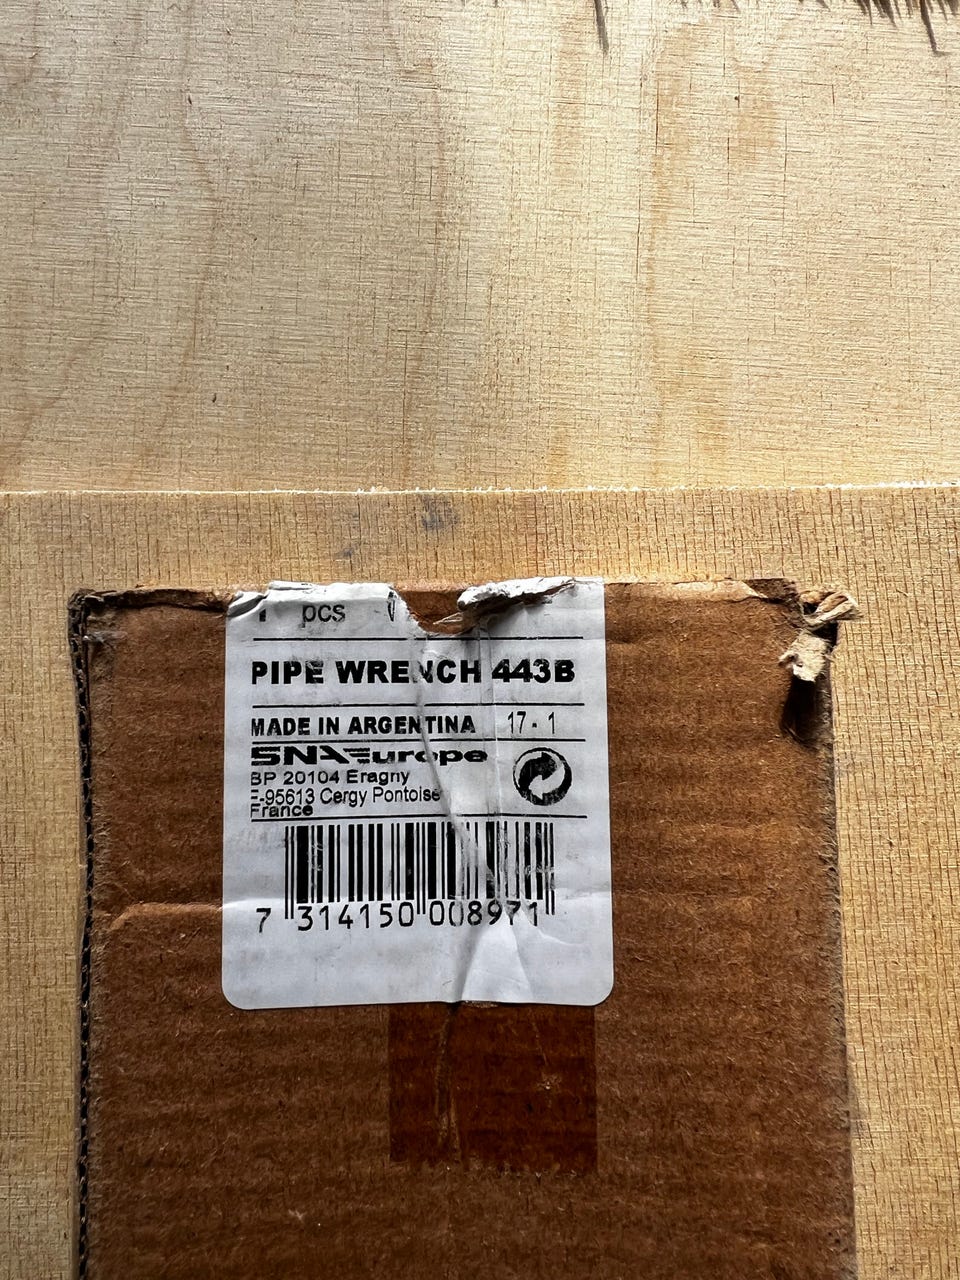 pcs
PIPE WRENCH 443B
MADE IN ARGENTINA 17 - 1
SNA Europe
BP 20104 Eragny
F-95613 Cergy Pontoise
France
7 314150 008971